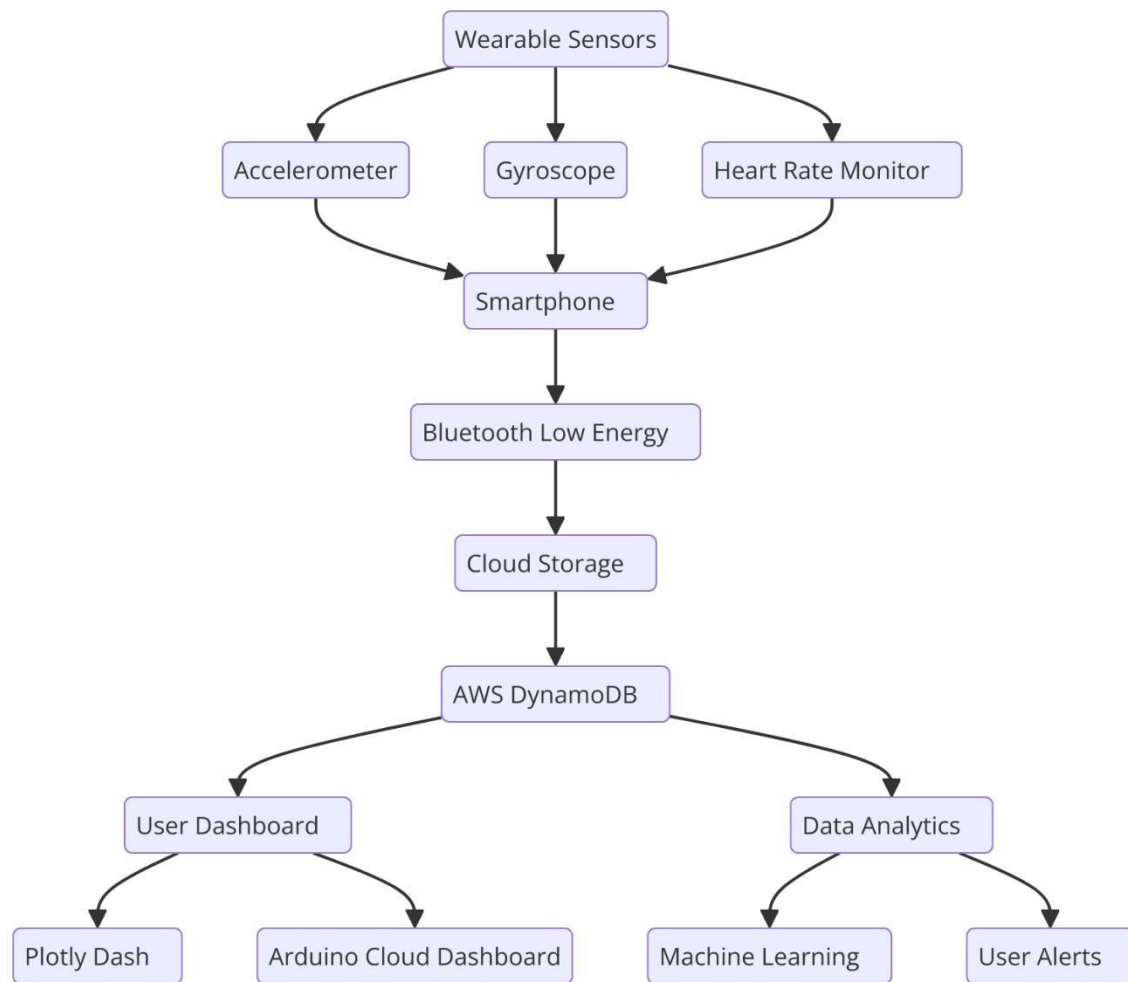 Wearable Sensors
Accelerometer
Gyroscope
Heart Rate Monitor
Smartphone
Bluetooth Low Energy
Cloud Storage
AWS DynamoDB
User Dashboard
Data Analytics
Plotly Dash
Arduino Cloud Dashboard
Machine Learning
User Alerts